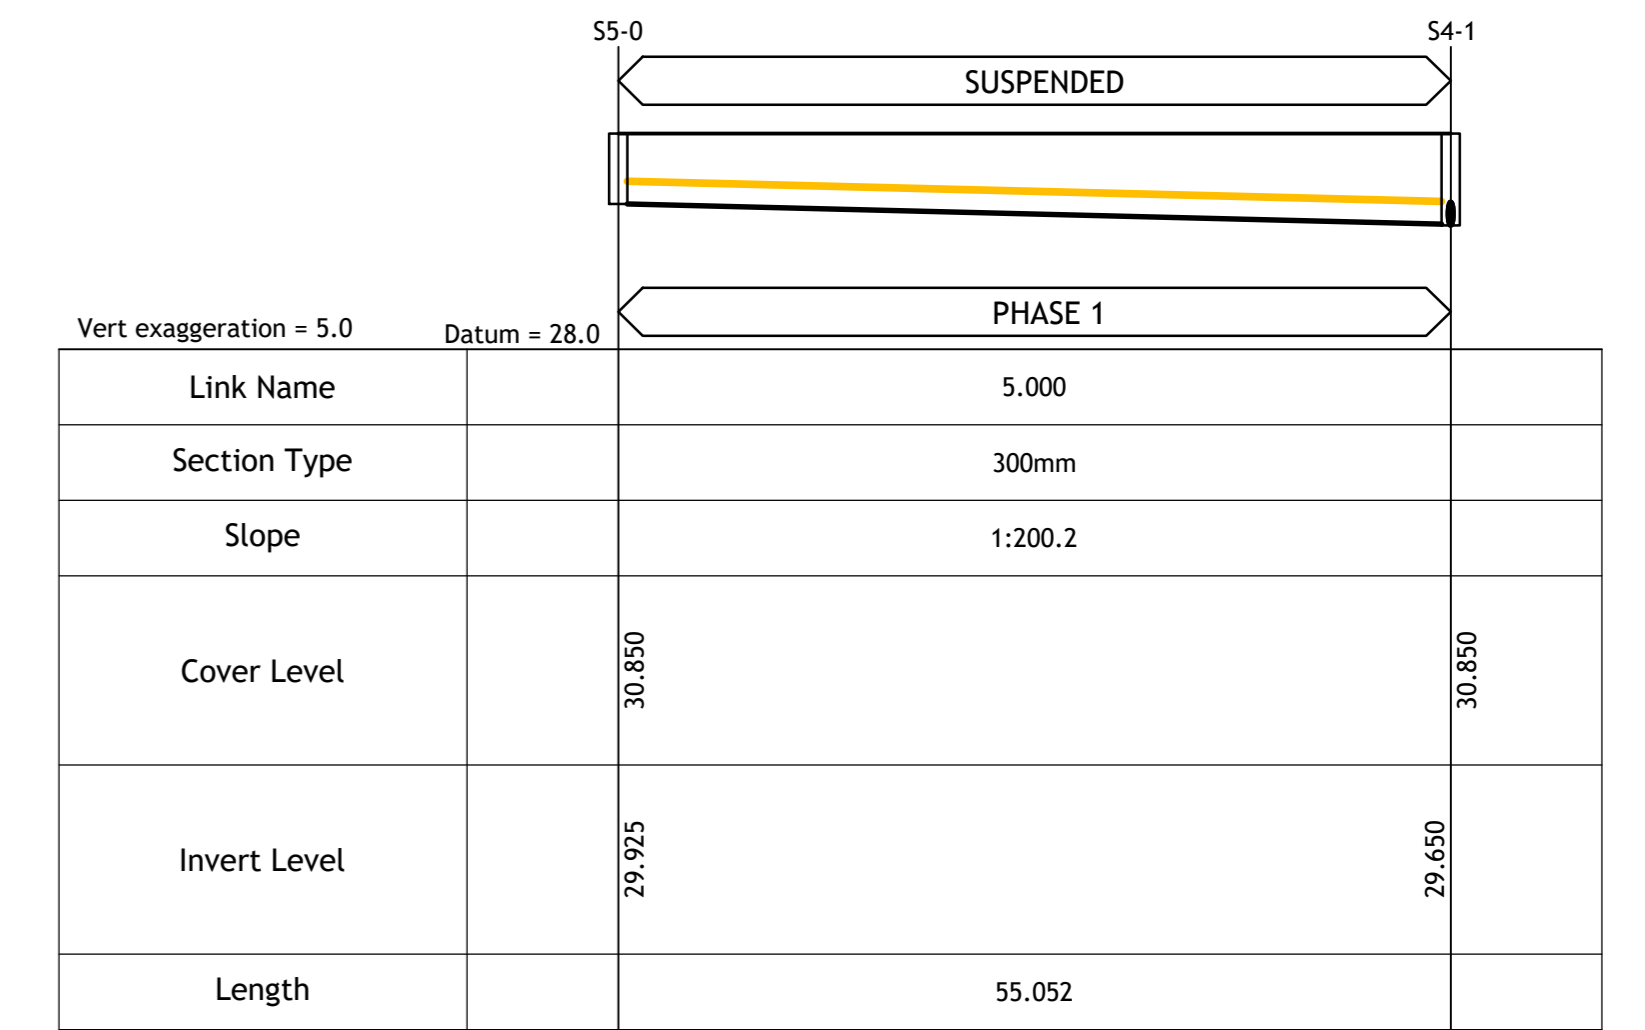 S5-0 S4-1
SUSPENDED
PHASE 1
Vert exaggeration = 5.0 Datum = 28.0
Link Name 5.000
Section Type 300mm
Slope 1:200.2
Cover Level 30.850 30.850
Invert Level 29.925 29.650
Length 55.052